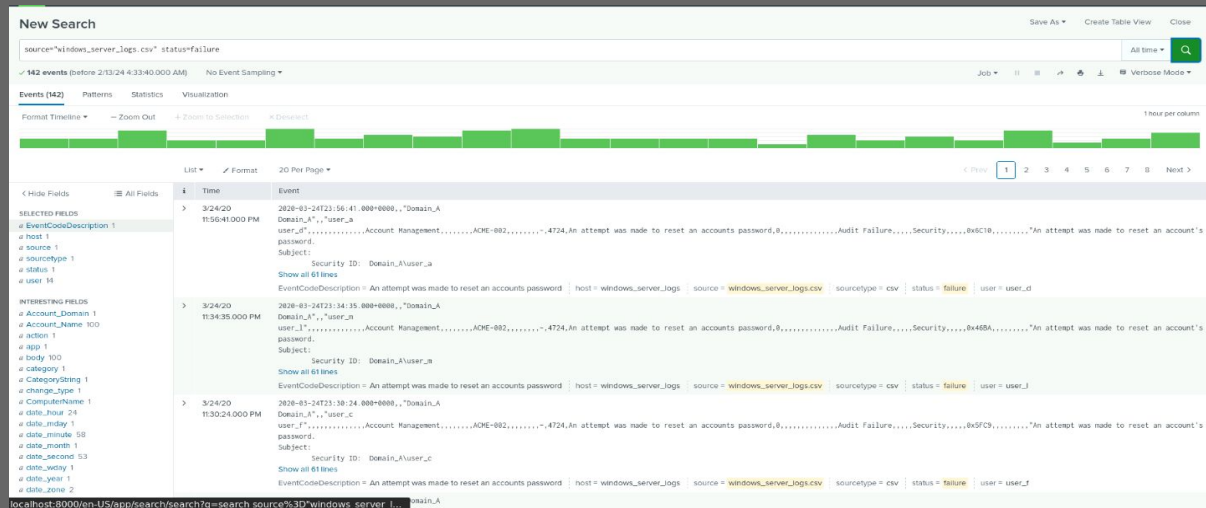 New Search
Save As ▾ Create Table View Close
source="windows_server_logs.csv" status=failure
All time ▾
✓ 142 events (before 2/13/24 4:33:40.000 AM) No Event Sampling ▾
Job ▾ Verbose Mode ▾
Events (142) Patterns Statistics Visualization
Format Timeline ▾ — Zoom Out + Zoom to Selection × Deselect
1 hour per column
List ▾ Format 20 Per Page ▾
< Prev 1 2 3 4 5 6 7 8 Next >
< Hide Fields All Fields
i Time Event
SELECTED FIELDS
a EventCodeDescription 1
a host 1
a source 1
a sourcetype 1
a status 1
a user 14
INTERESTING FIELDS
a Account_Domain 1
a Account_Name 100
a action 1
a app 1
a body 100
a category 1
a CategoryString 1
a change_type 1
a ComputerName 1
a date_hour 24
a date_mday 1
a date_minute 58
a date_month 1
a date_second 53
a date_wday 1
a date_year 1
a date_zone 2
> 3/24/20
11:56:41.000 PM
2020-03-24T23:56:41.000+0000,,"Domain_A
Domain_A",,"user_a
user_d",,,,,,,,,,,,,Account Management,,,,,,,,ACME-002,,,,,,,,-,4724,An attempt was made to reset an accounts password,0,,,,,,,,,,,,,Audit Failure,,,,,Security,,,,,0x6C10,,,,,,,,,"An attempt was made to reset an account's
password.
Subject:
Security ID: Domain_A\user_a
Show all 61 lines
EventCodeDescription = An attempt was made to reset an accounts password host = windows_server_logs source = windows_server_logs.csv sourcetype = csv status = failure user = user_d
> 3/24/20
11:34:35.000 PM
2020-03-24T23:34:35.000+0000,,"Domain_A
Domain_A",,"user_m
user_l",,,,,,,,,,,,,Account Management,,,,,,,,ACME-002,,,,,,,,-,4724,An attempt was made to reset an accounts password,0,,,,,,,,,,,,,Audit Failure,,,,,Security,,,,,0x46BA,,,,,,,,,"An attempt was made to reset an account's
password.
Subject:
Security ID: Domain_A\user_m
Show all 61 lines
EventCodeDescription = An attempt was made to reset an accounts password host = windows_server_logs source = windows_server_logs.csv sourcetype = csv status = failure user = user_l
> 3/24/20
11:30:24.000 PM
2020-03-24T23:30:24.000+0000,,"Domain_A
Domain_A",,"user_c
user_f",,,,,,,,,,,,,Account Management,,,,,,,,ACME-002,,,,,,,,-,4724,An attempt was made to reset an accounts password,0,,,,,,,,,,,,,Audit Failure,,,,,Security,,,,,0x5FC9,,,,,,,,,"An attempt was made to reset an account's
password.
Subject:
Security ID: Domain_A\user_c
Show all 61 lines
EventCodeDescription = An attempt was made to reset an accounts password host = windows_server_logs source = windows_server_logs.csv sourcetype = csv status = failure user = user_f
localhost:8000/en-US/app/search/search?q=search source%3D"windows_server_l...